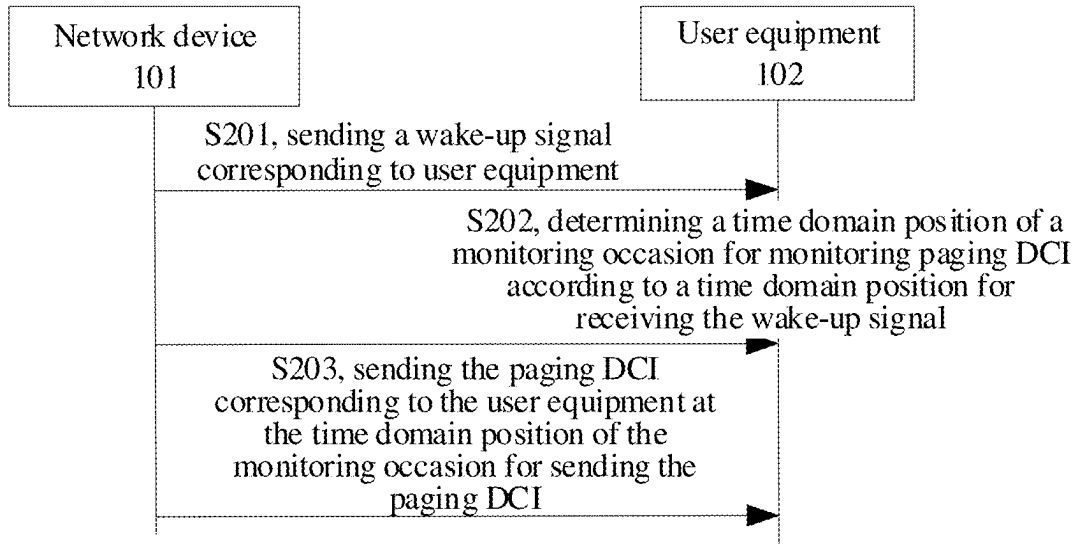 Network device
101
User equipment
102
S201, sending a wake-up signal
corresponding to user equipment
S202, determining a time domain position of a
monitoring occasion for monitoring paging DCI
according to a time domain position for
receiving the wake-up signal
S203, sending the paging DCI
corresponding to the user equipment at
the time domain position of the
monitoring occasion for sending the
paging DCI